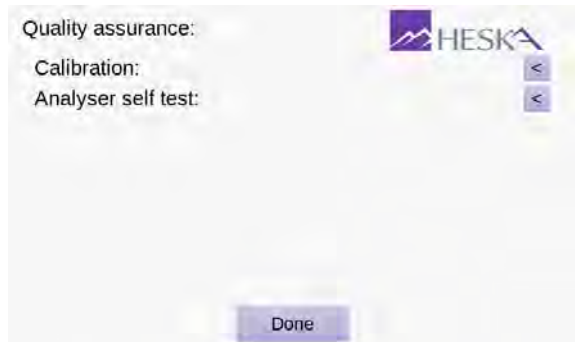 Quality assurance:
HESKA
Calibration:
<
Analyser self test:
<
Done